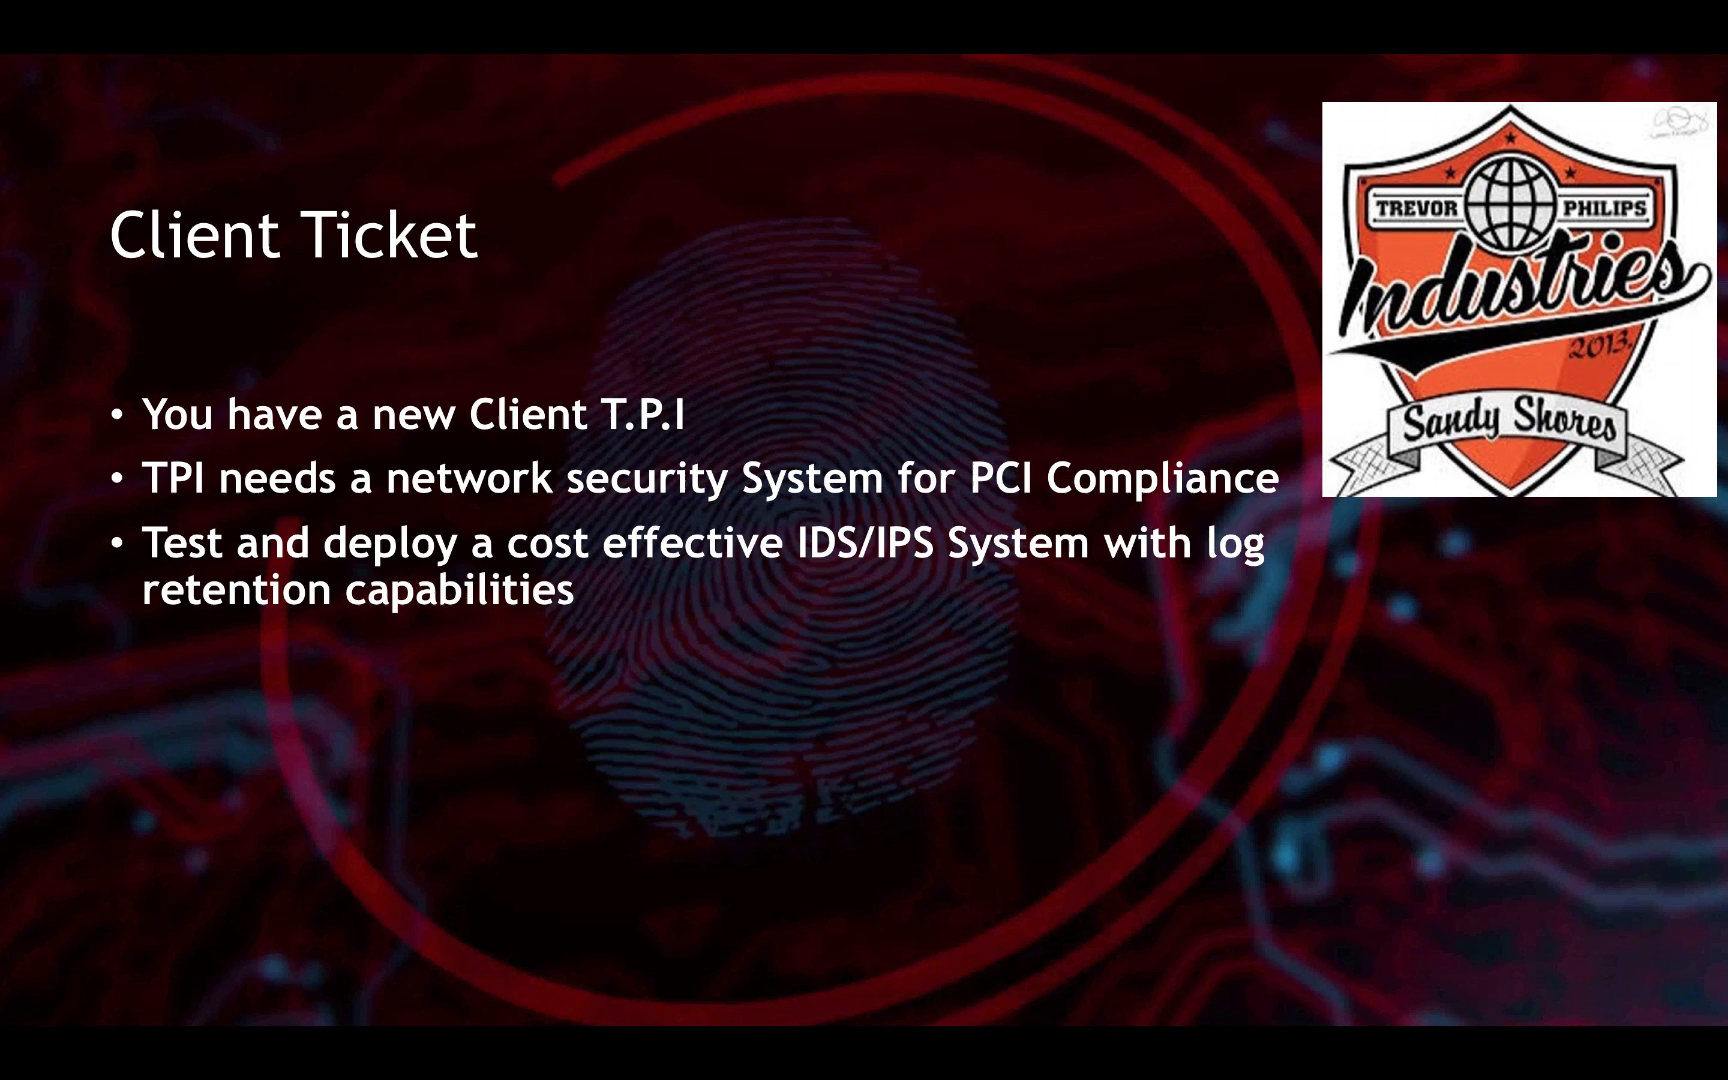 Client Ticket
• You have a new Client T.P.I
• TPI needs a network security System for PCI Compliance
• Test and deploy a cost effective IDS/IPS System with log
retention capabilities
TREVOR PHILIPS
Industries
2013.
Sandy Shores